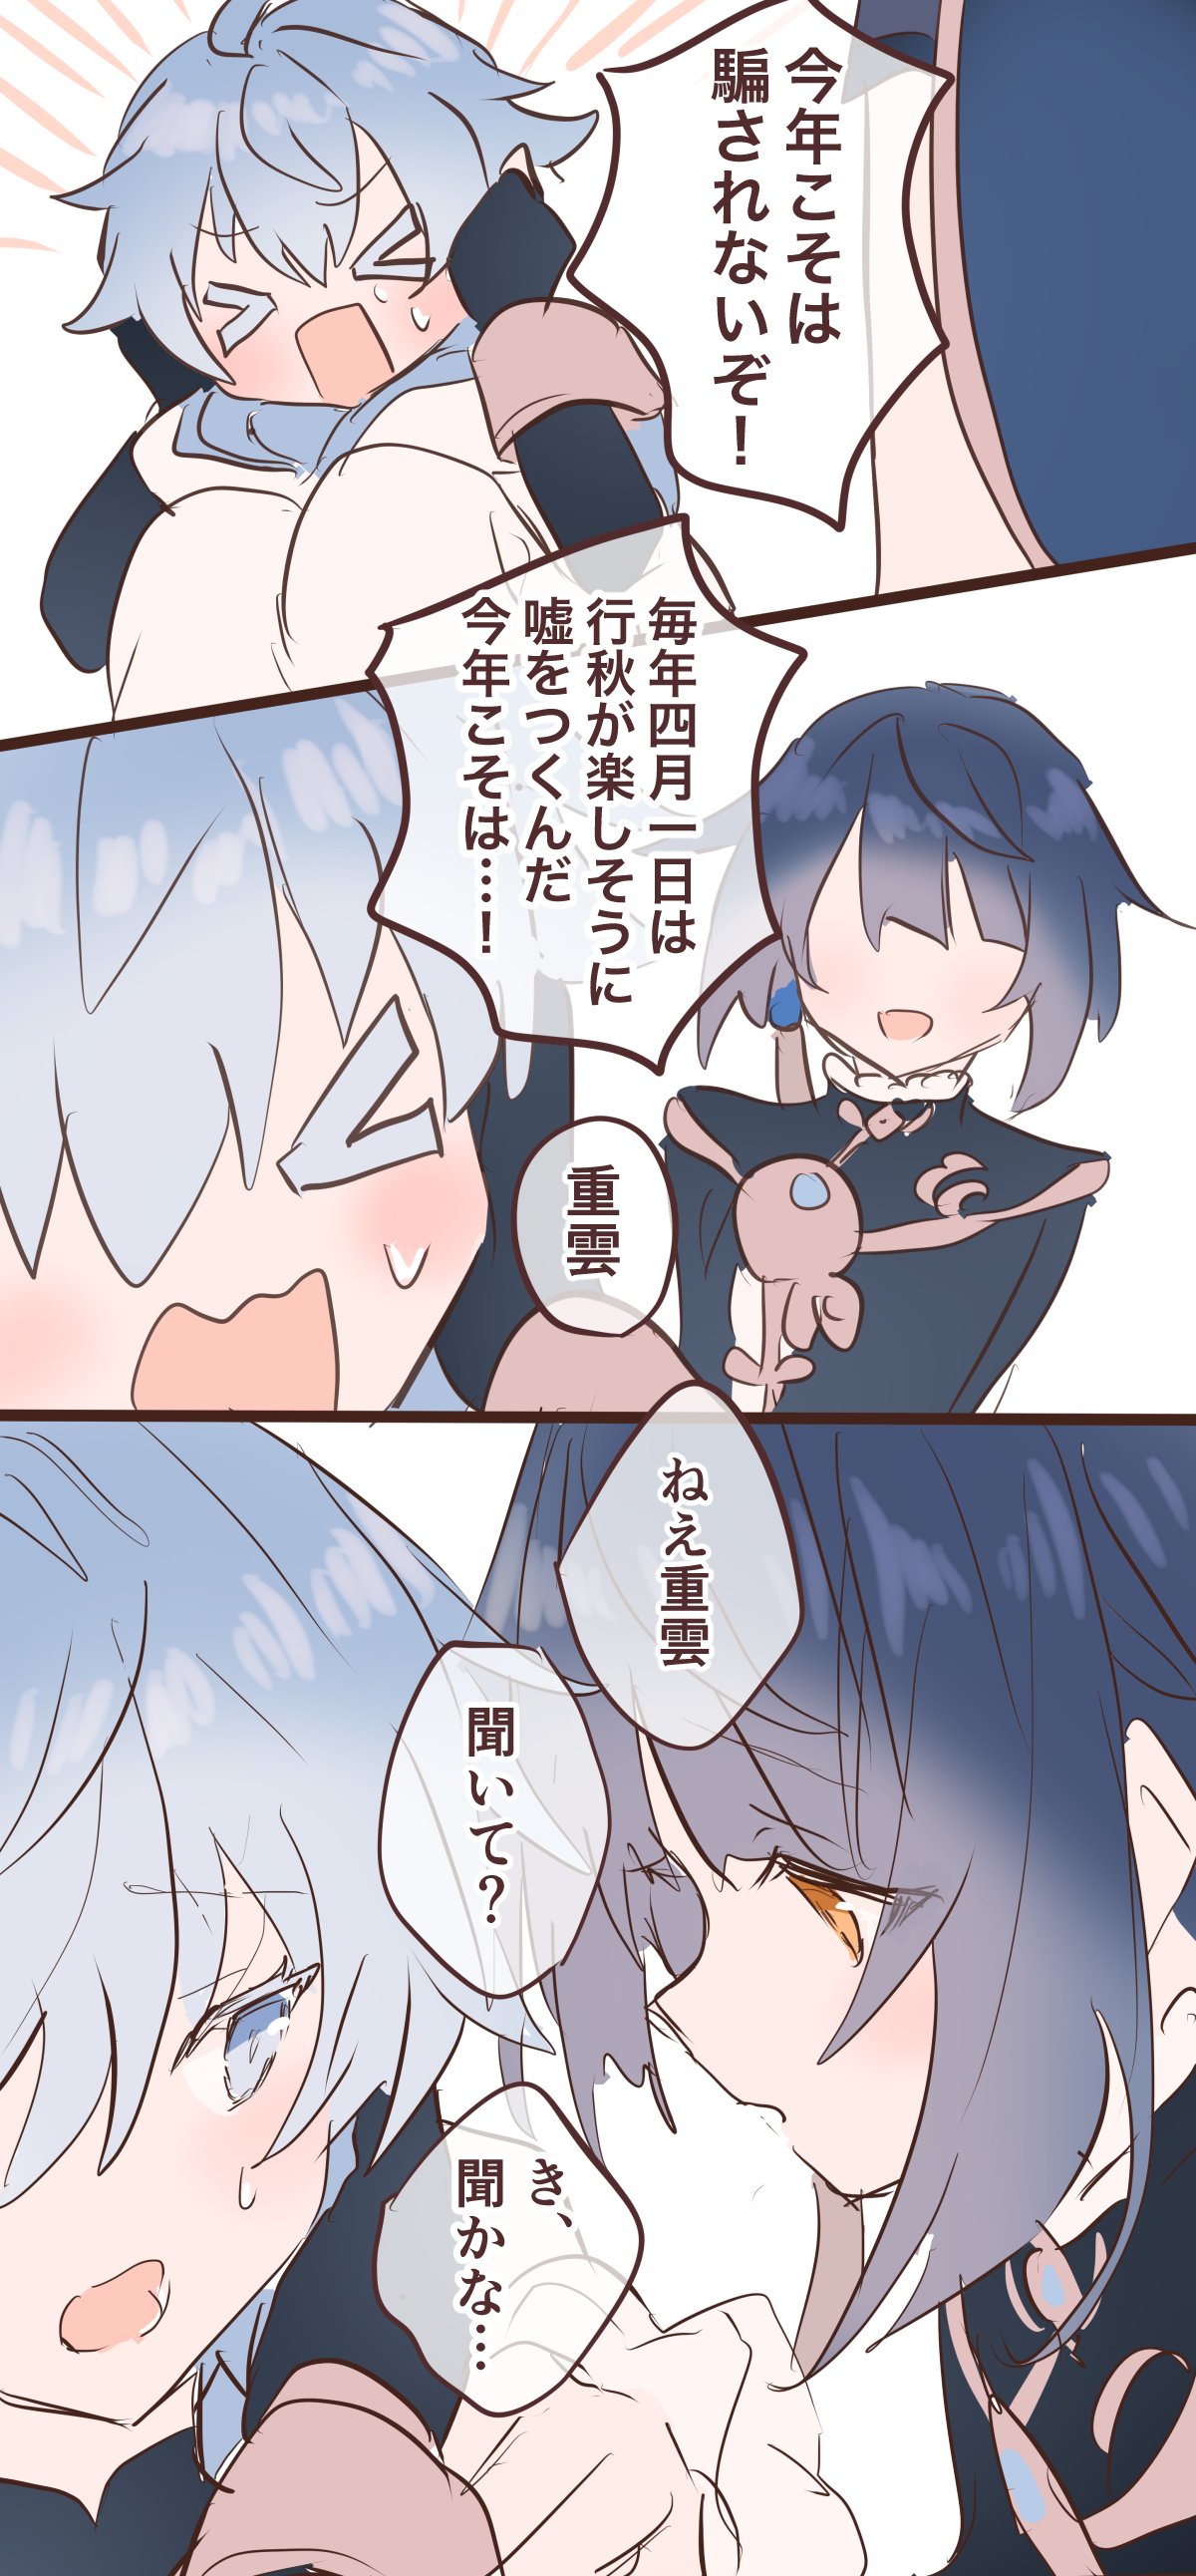 今年こそは
騙されないぞ！
毎年四月一日は
行秋が楽しそうに
嘘をつくんだ
今年こそは…！
重雲
ねえ重雲
聞いて？
き、
聞かな…